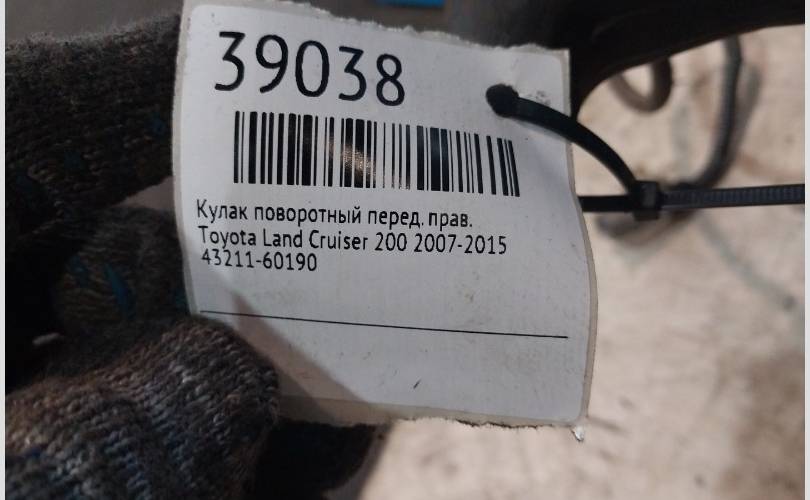 39038
Кулак поворотный перед. прав.
Toyota Land Cruiser 200 2007-2015
43211-60190